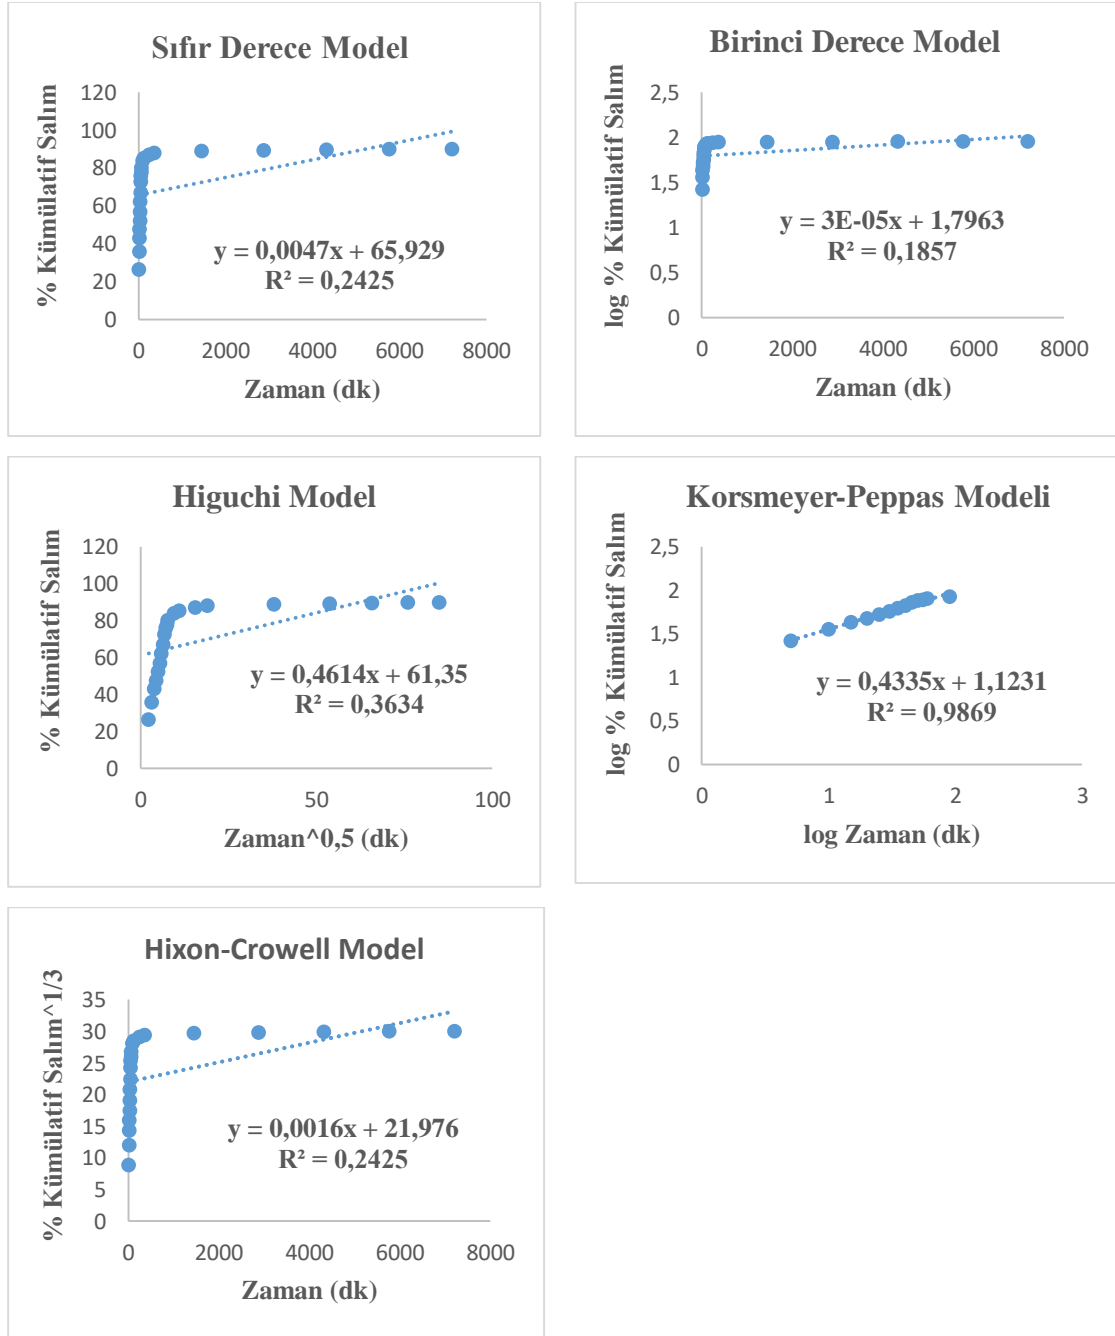 Sıfır Derece Model
% Kümülatif Salım
120
100
80
60
40
20
0
y = 0,0047x + 65,929
R² = 0,2425
0 2000 4000 6000 8000
Zaman (dk)
Birinci Derece Model
log % Kümülatif Salım
2,5
2
1,5
1
0,5
0
y = 3E-05x + 1,7963
R² = 0,1857
0 2000 4000 6000 8000
Zaman (dk)
Higuchi Model
% Kümülatif Salım
120
100
80
60
40
20
0
y = 0,4614x + 61,35
R² = 0,3634
0 50 100
Zaman^0,5 (dk)
Korsmeyer-Peppas Modeli
log % Kümülatif Salım
2,5
2
1,5
1
0,5
0
y = 0,4335x + 1,1231
R² = 0,9869
0 1 2 3
log Zaman (dk)
Hixon-Crowell Model
% Kümülatif Salım^1/3
35
30
25
20
15
10
5
0
y = 0,0016x + 21,976
R² = 0,2425
0 2000 4000 6000 8000
Zaman (dk)